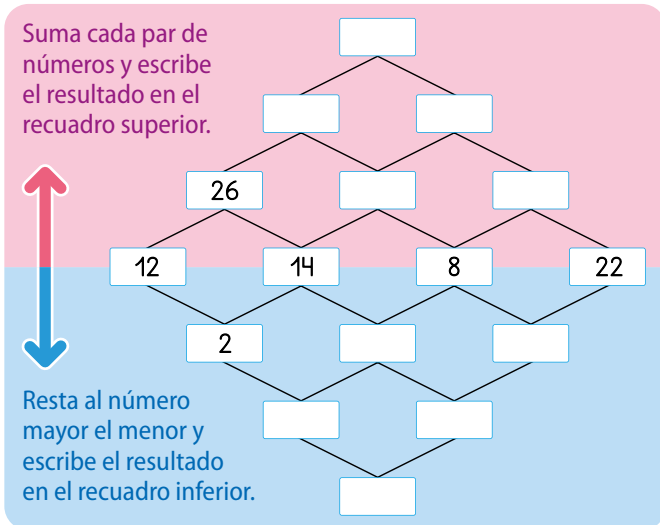 Suma cada par de
números y escribe
el resultado en el
recuadro superior.
26
12 14 8 22
2
Resta al número
mayor el menor y
escribe el resultado
en el recuadro inferior.